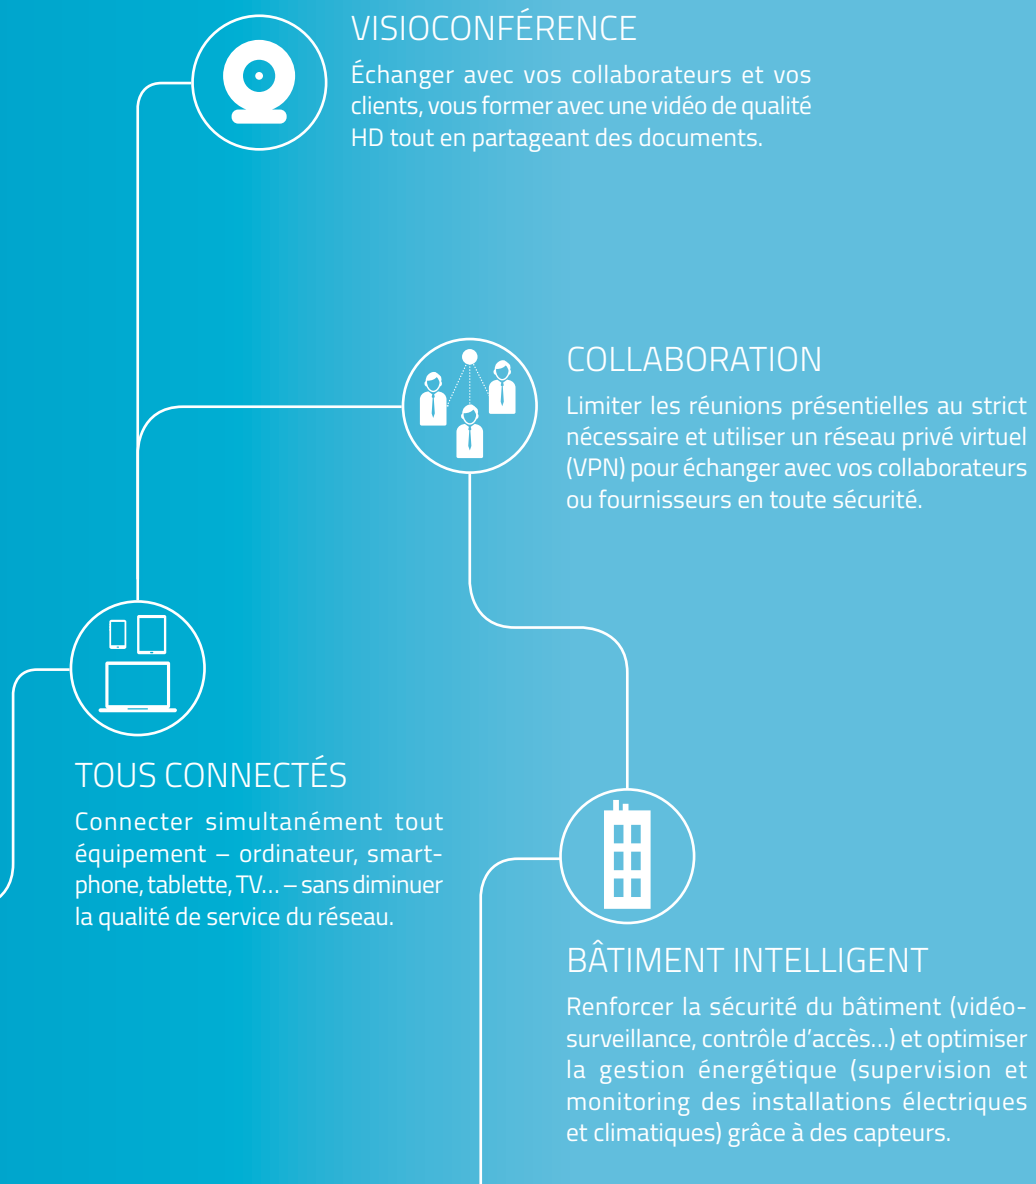 VISIOCONFÉRENCE
Échanger avec vos collaborateurs et vos
clients, vous former avec une vidéo de qualité
HD tout en partageant des documents.
COLLABORATION
Limiter les réunions présentielles au strict
nécessaire et utiliser un réseau privé virtuel
(VPN) pour échanger avec vos collaborateurs
ou fournisseurs en toute sécurité.
TOUS CONNECTÉS
Connecter simultanément tout
équipement – ordinateur, smart-
phone, tablette, TV... – sans diminuer
la qualité de service du réseau.
BÂTIMENT INTELLIGENT
Renforcer la sécurité du bâtiment (vidéo-
surveillance, contrôle d’accès...) et optimiser
la gestion énergétique (supervision et
monitoring des installations électriques
et climatiques) grâce à des capteurs.